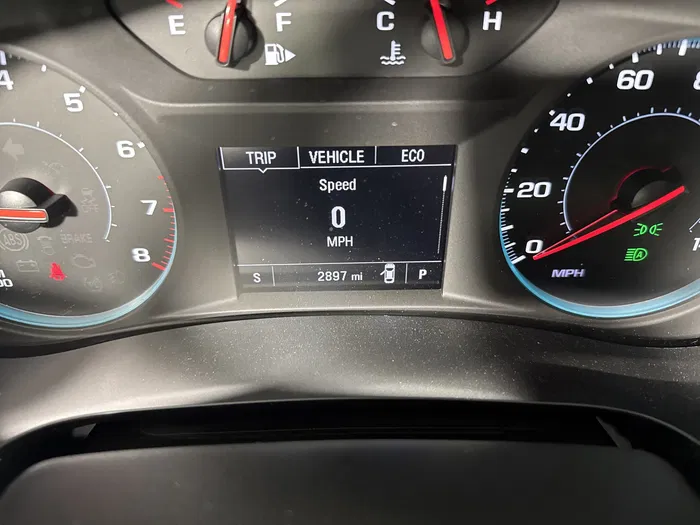 E F C H
4 5 6 7 8
TRIP VEHICLE ECO
Speed
0
MPH
S 2897 mi P
ABS BRAKE
60
40
20
0
MPH
A